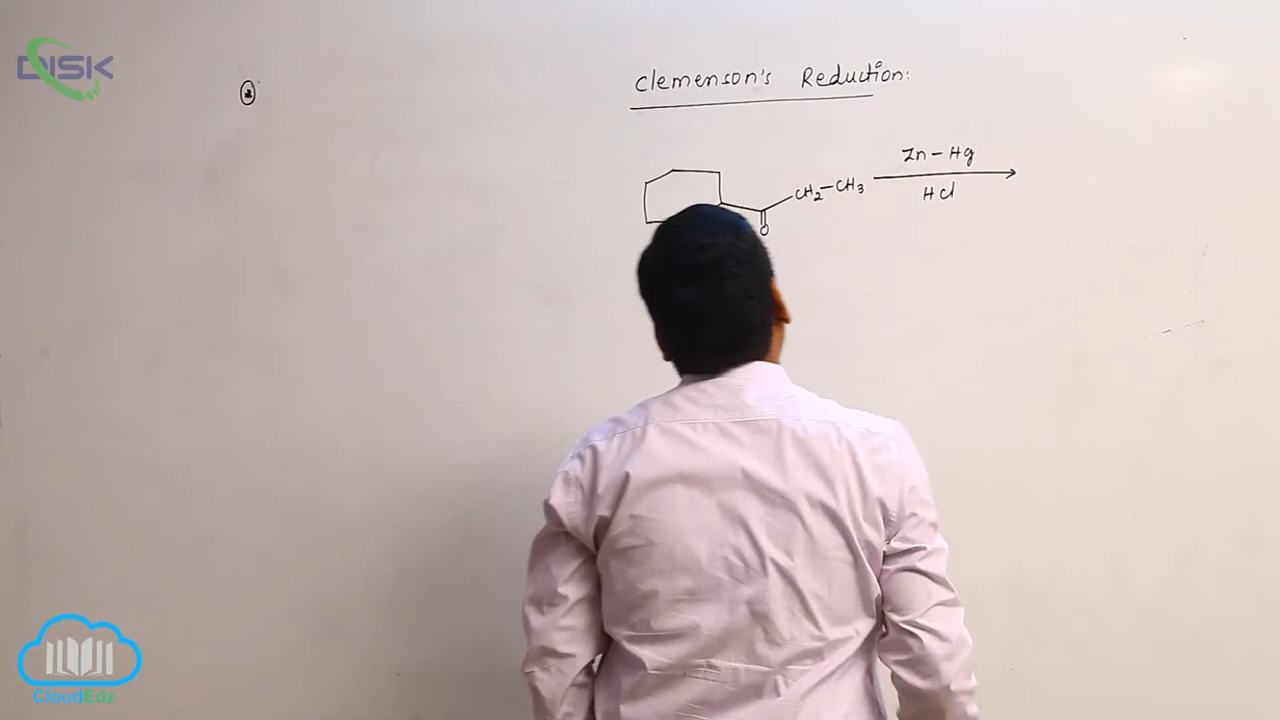 DISK
Clemenson's Reduction:
Zn-Hg
CH2-CH3
HCl
O
CloudEdz